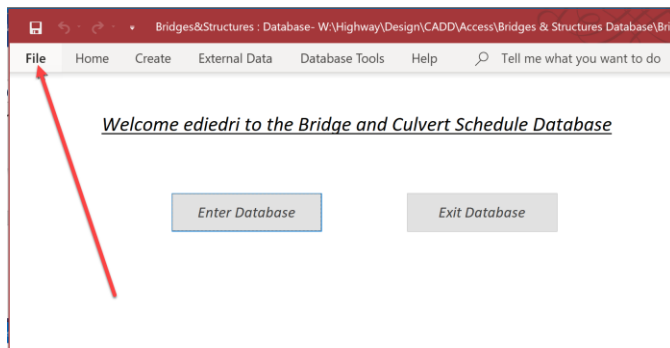 Bridges&Structures : Database- W:\Highway\Design\CADD\Access\Bridges & Structures Database\Bri
File Home Create External Data Database Tools Help Tell me what you want to do
Welcome ediedri to the Bridge and Culvert Schedule Database
Enter Database Exit Database